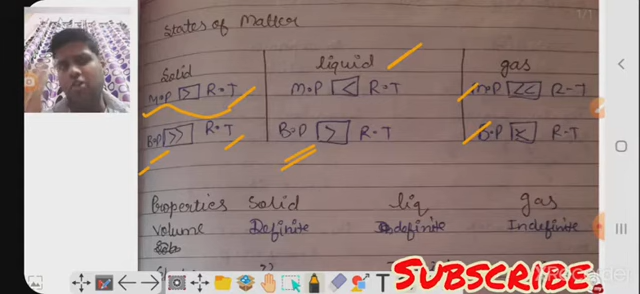 States of Matter
Solid liquid gas
M.P > R.T M.P < R.T M.P << R-T
B.P >> R.T B.P > R-T B.P < R-T
Properties Solid liq gas
Volume Definite Definite Indefinite
SUBSCRIBE